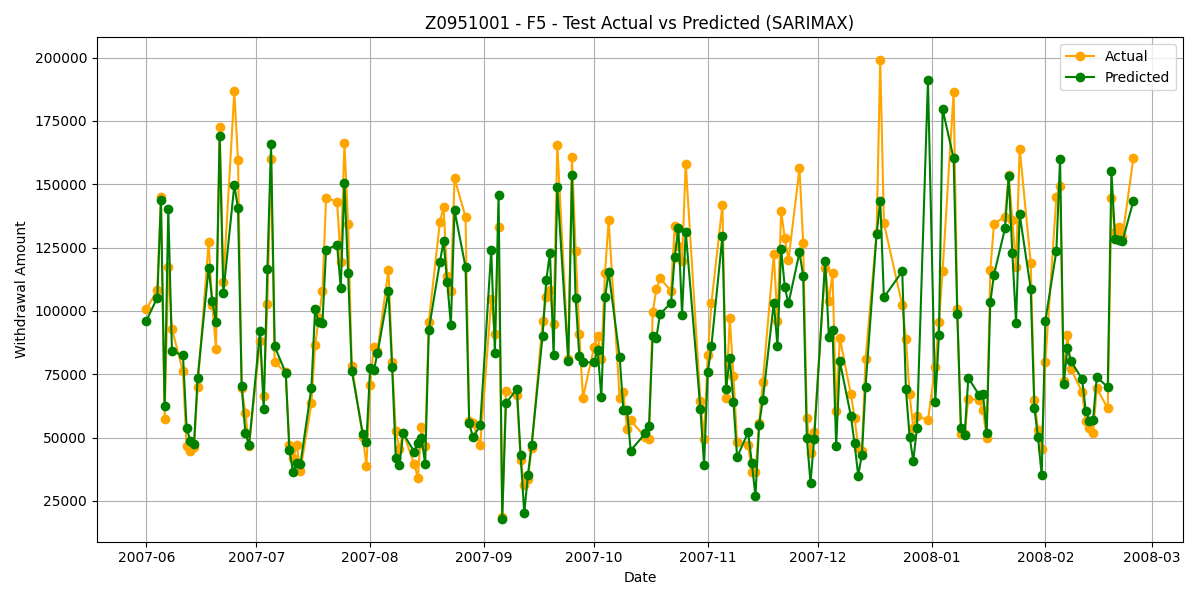 Z0951001 - F5 - Test Actual vs Predicted (SARIMAX)
Actual
Predicted
Withdrawal Amount
200000
175000
150000
125000
100000
75000
50000
25000
2007-06 2007-07 2007-08 2007-09 2007-10 2007-11 2007-12 2008-01 2008-02 2008-03
Date